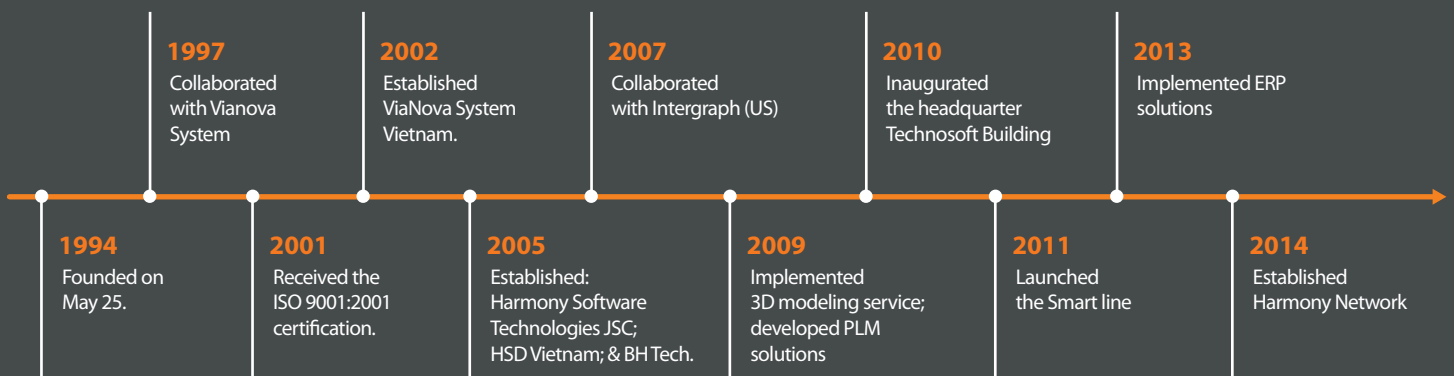 1997
Collaborated
with Vianova
System
2002
Established
ViaNova System
Vietnam.
2007
Collaborated
with Intergraph (US)
2010
Inaugurated
the headquarter
Technosoft Building
2013
Implemented ERP
solutions
1994
Founded on
May 25.
2001
Received the
ISO 9001:2001
certification.
2005
Established:
Harmony Software
Technologies JSC;
HSD Vietnam; & BH Tech.
2009
Implemented
3D modeling service;
developed PLM
solutions
2011
Launched
the Smart line
2014
Established
Harmony Network